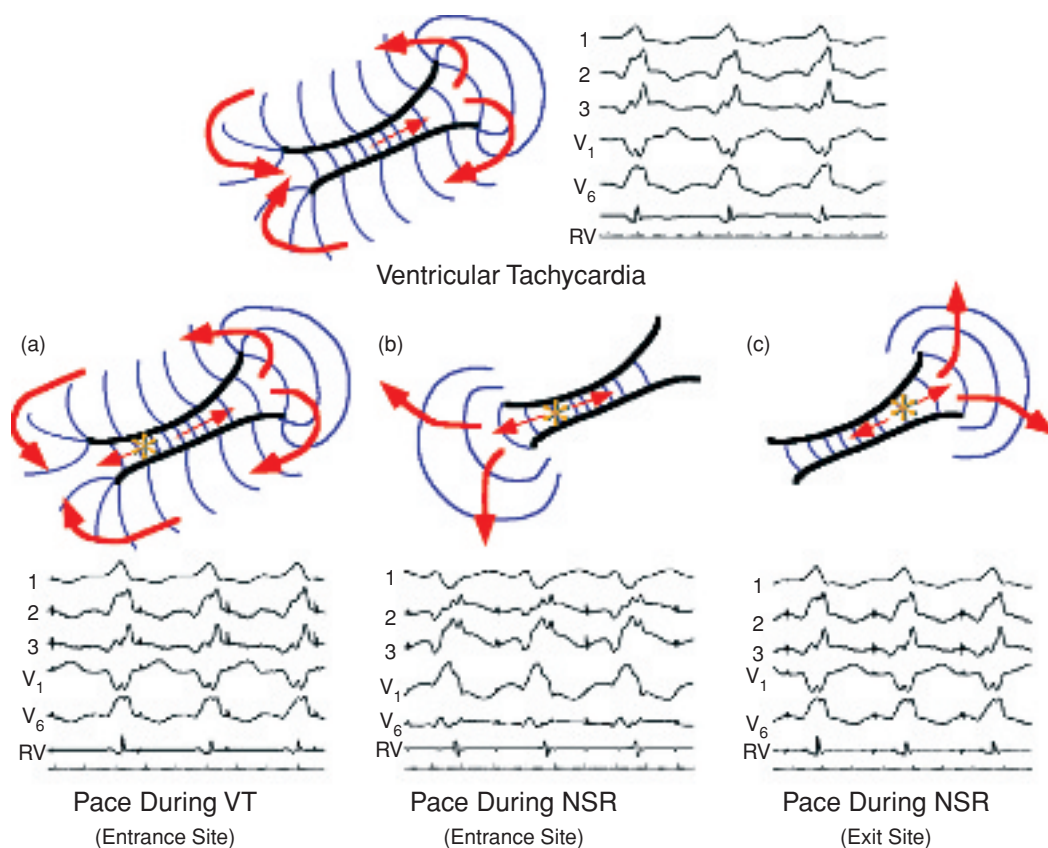 1
2
3
V1
V6
RV
Ventricular Tachycardia
(a)
(b)
(c)
1
2
3
V1
V6
RV
1
2
3
V1
V6
RV
1
2
3
V1
V6
RV
Pace During VT
(Entrance Site)
Pace During NSR
(Entrance Site)
Pace During NSR
(Exit Site)